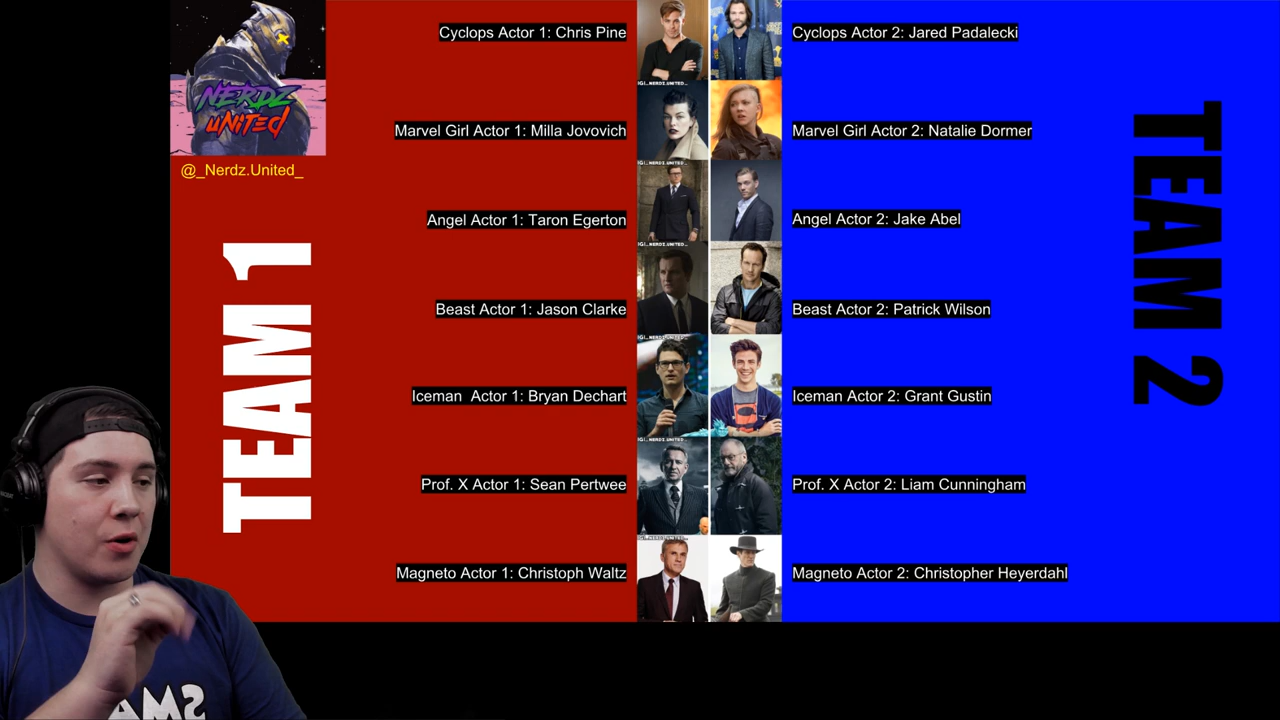 NERDZ
UNITED
@_Nerdz.United_
TEAM 1
Cyclops Actor 1: Chris Pine
Marvel Girl Actor 1: Milla Jovovich
Angel Actor 1: Taron Egerton
Beast Actor 1: Jason Clarke
Iceman  Actor 1: Bryan Dechart
Prof. X Actor 1: Sean Pertwee
Magneto Actor 1: Christoph Waltz
Cyclops Actor 2: Jared Padalecki
Marvel Girl Actor 2: Natalie Dormer
Angel Actor 2: Jake Abel
Beast Actor 2: Patrick Wilson
Iceman Actor 2: Grant Gustin
Prof. X Actor 2: Liam Cunningham
Magneto Actor 2: Christopher Heyerdahl
TEAM 2